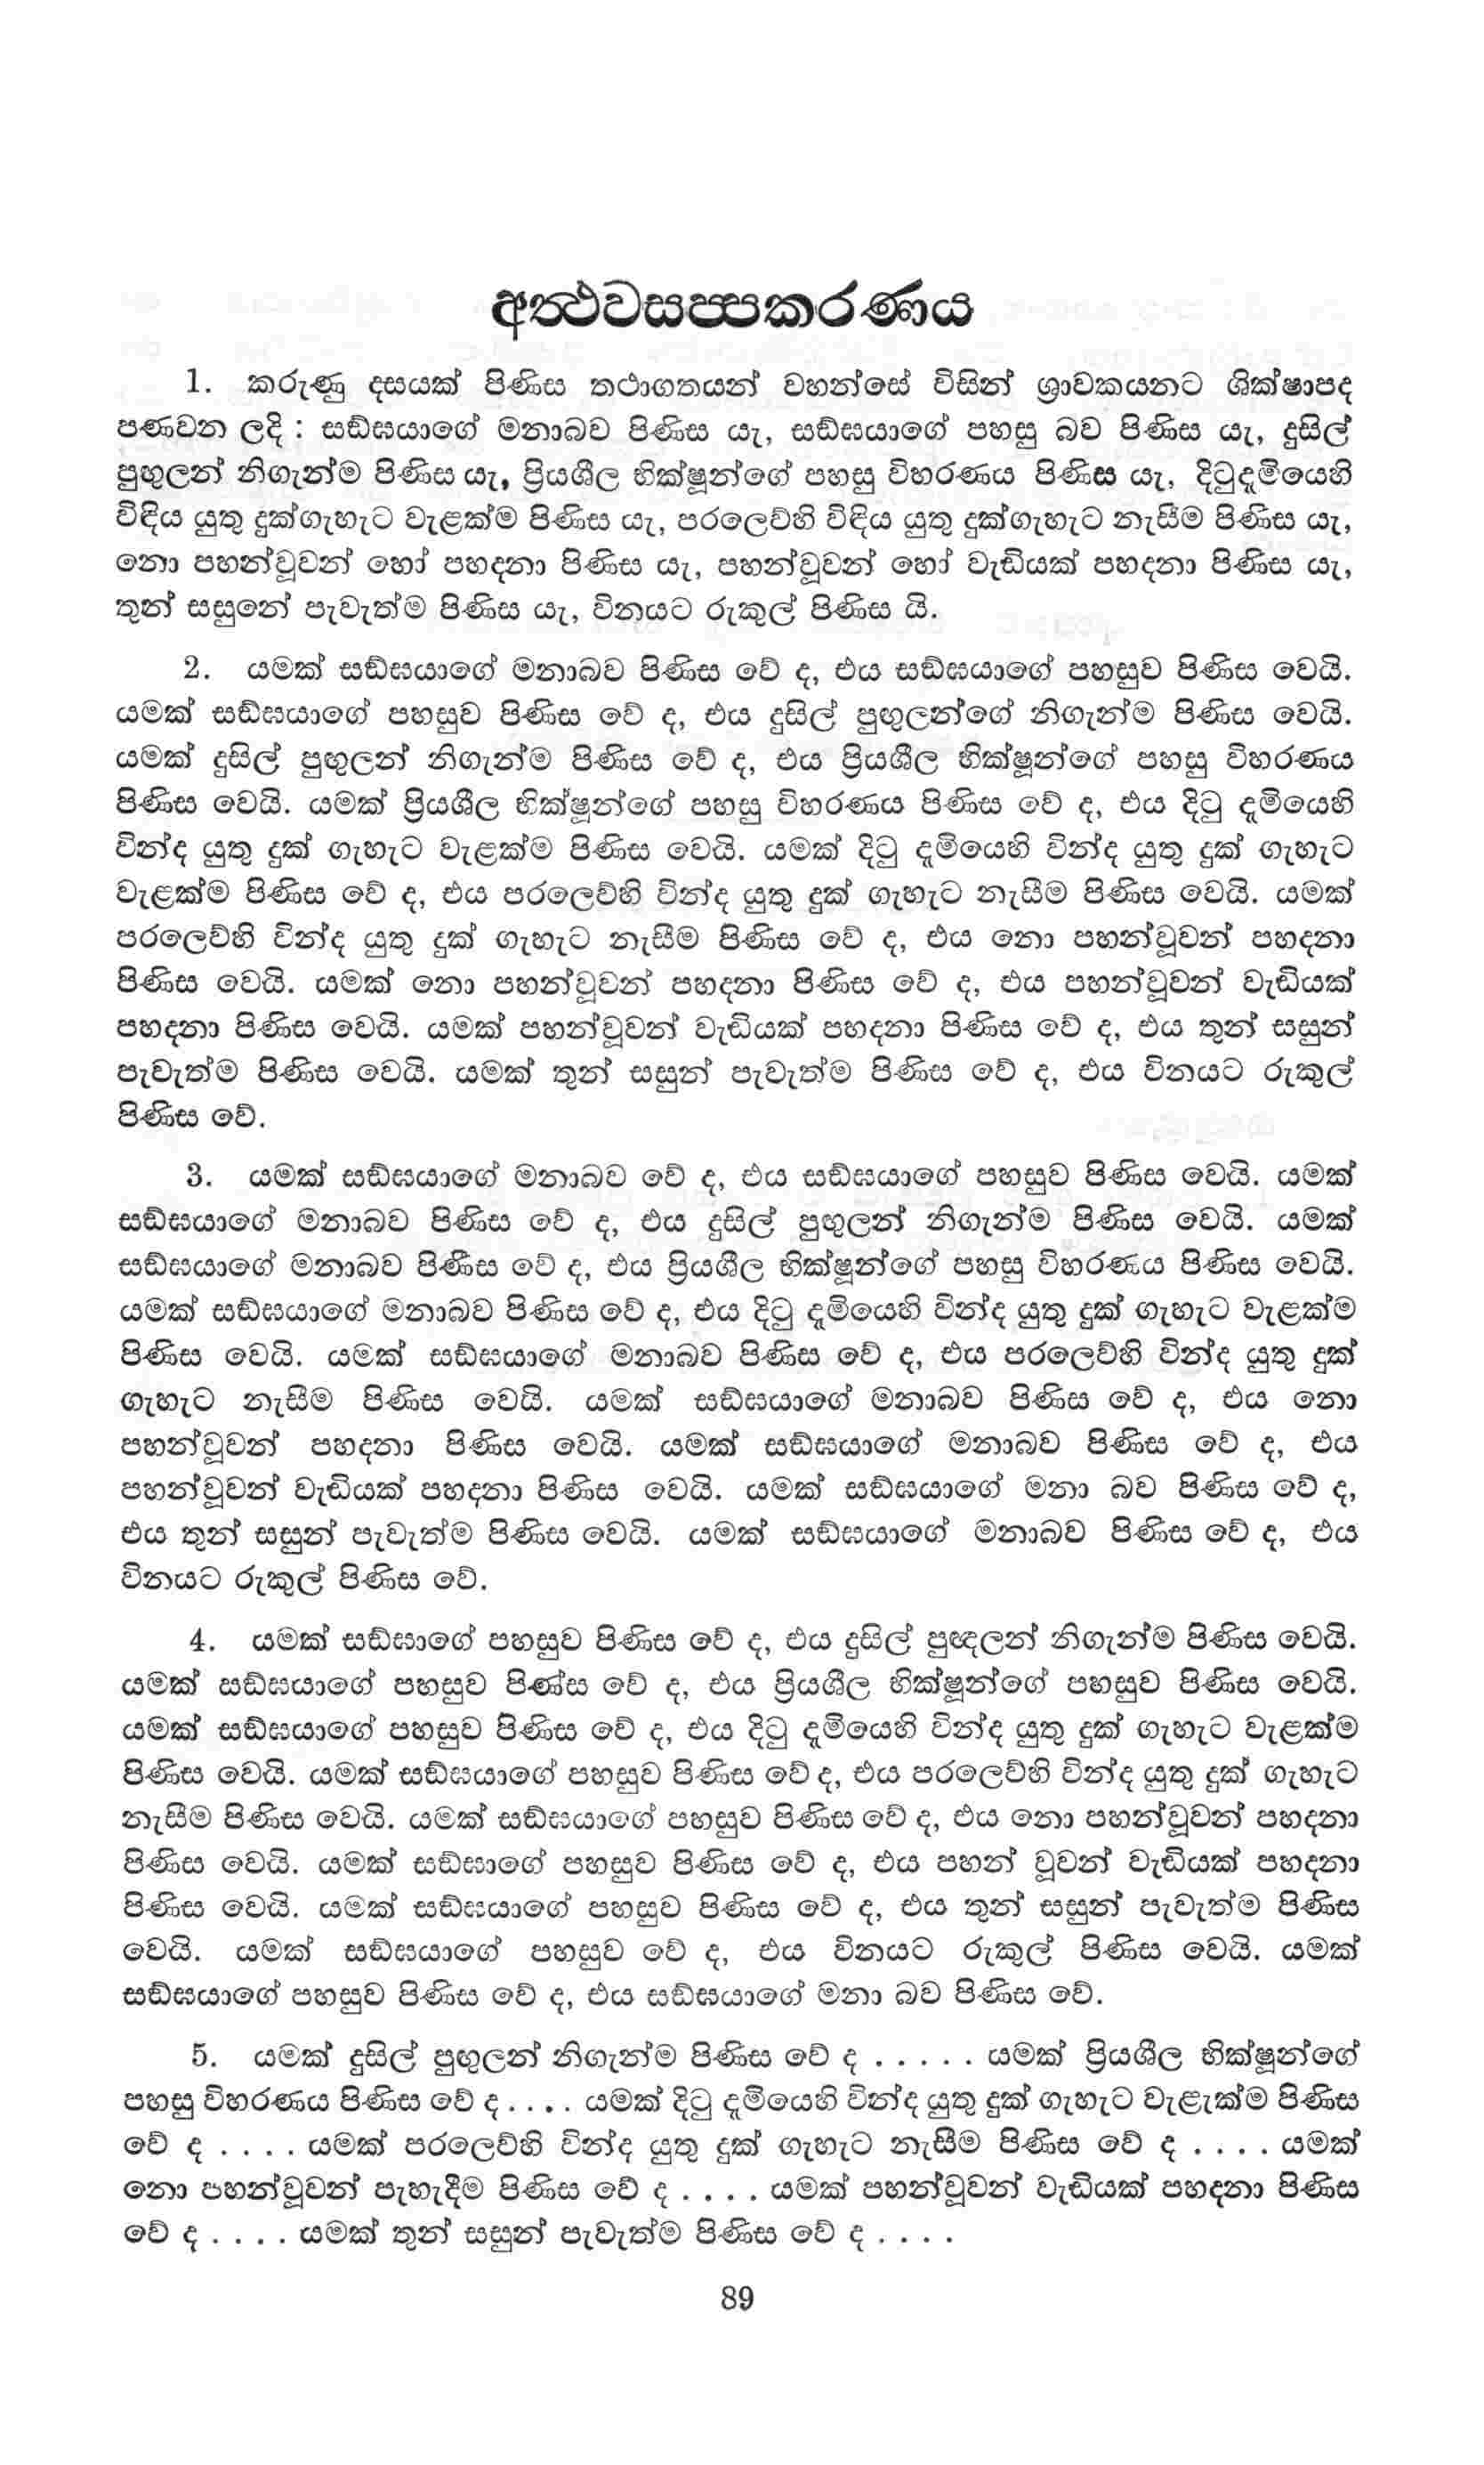 අත්‍ථවසප්පකරණය
1. කරුණු දසයක් පිණිස තථාගතයන් වහන්සේ විසින් ශ්‍රාවකයනට ශික්ෂාපද
පණවන ලදි : සඞ්ඝයාගේ මනාබව පිණිස යැ, සඞ්ඝයාගේ පහසු බව පිණිස යැ, දුසිල්
පුඟුලන් නිගැන්ම පිණිස යැ, ප්‍රියශීල භික්ෂූන්ගේ පහසු විහරණය පිණිස යැ, දිටුදැමියෙහි
විඳිය යුතු දුක්ගැහැට වැළක්ම පිණිස යැ, පරලෙව්හි විඳිය යුතු දුක්ගැහැට නැසීම පිණිස යැ,
නො පහන්වූවන් හෝ පහදනා පිණිස යැ, පහන්වූවන් හෝ වැඩියක් පහදනා පිණිස යැ,
තුන් සසුනේ පැවැත්ම පිණිස යැ, විනයට රුකුල් පිණිස යි.
2. යමක් සඞ්ඝයාගේ මනාබව පිණිස වේ ද, එය සඞ්ඝයාගේ පහසුව පිණිස වෙයි.
යමක් සඞ්ඝයාගේ පහසුව පිණිස වේ ද, එය දුසිල් පුඟුලන්ගේ නිගැන්ම පිණිස වෙයි.
යමක් දුසිල් පුඟුලන් නිගැන්ම පිණිස වේ ද, එය ප්‍රියශීල භික්ෂූන්ගේ පහසු විහරණය
පිණිස වෙයි. යමක් ප්‍රියශීල භික්ෂූන්ගේ පහසු විහරණය පිණිස වේ ද, එය දිටු දැමියෙහි
වින්ද යුතු දුක් ගැහැට වැළක්ම පිණිස වෙයි. යමක් දිටු දැමියෙහි වින්ද යුතු දුක් ගැහැට
වැළක්ම පිණිස වේ ද, එය පරලෙව්හි වින්ද යුතු දුක් ගැහැට නැසීම පිණිස වෙයි. යමක්
පරලෙව්හි වින්ද යුතු දුක් ගැහැට නැසීම පිණිස වේ ද, එය නො පහන්වූවන් පහදනා
පිණිස වෙයි. යමක් නො පහන්වූවන් පහදනා පිණිස වේ ද, එය පහන්වූවන් වැඩියක්
පහදනා පිණිස වෙයි. යමක් පහන්වූවන් වැඩියක් පහදනා පිණිස වේ ද, එය තුන් සසුන්
පැවැත්ම පිණිස වෙයි. යමක් තුන් සසුන් පැවැත්ම පිණිස වේ ද, එය විනයට රුකුල්
පිණිස වේ.
3. යමක් සඞ්ඝයාගේ මනාබව වේ ද, එය සඞ්ඝයාගේ පහසුව පිණිස වෙයි. යමක්
සඞ්ඝයාගේ මනාබව පිණිස වේ ද, එය දුසිල් පුඟුලන් නිගැන්ම පිණිස වෙයි. යමක්
සඞ්ඝයාගේ මනාබව පිණිස වේ ද, එය ප්‍රියශීල භික්ෂූන්ගේ පහසු විහරණය පිණිස වෙයි.
යමක් සඞ්ඝයාගේ මනාබව පිණිස වේ ද, එය දිටු දැමියෙහි වින්ද යුතු දුක් ගැහැට වැළක්ම
පිණිස වෙයි. යමක් සඞ්ඝයාගේ මනාබව පිණිස වේ ද, එය පරලෙව්හි වින්ද යුතු දුක්
ගැහැට නැසීම පිණිස වෙයි. යමක් සඞ්ඝයාගේ මනාබව පිණිස වේ ද, එය නො
පහන්වූවන් පහදනා පිණිස වෙයි. යමක් සඞ්ඝයාගේ මනාබව පිණිස වේ ද, එය
පහන්වූවන් වැඩියක් පහදනා පිණිස වෙයි. යමක් සඞ්ඝයාගේ මනා බව පිණිස වේ ද,
එය තුන් සසුන් පැවැත්ම පිණිස වෙයි. යමක් සඞ්ඝයාගේ මනාබව පිණිස වේ ද, එය
විනයට රුකුල් පිණිස වේ.
4. යමක් සඞ්ඝාගේ පහසුව පිණිස වේ ද, එය දුසිල් පුඟලන් නිගැන්ම පිණිස වෙයි.
යමක් සඞ්ඝයාගේ පහසුව පිණ්ස වේ ද, එය ප්‍රියශීල භික්ෂූන්ගේ පහසුව පිණිස වෙයි.
යමක් සඞ්ඝයාගේ පහසුව පිණිස වේ ද, එය දිටු දැමියෙහි වින්ද යුතු දුක් ගැහැට වැළක්ම
පිණිස වෙයි. යමක් සඞ්ඝයාගේ පහසුව පිණිස වේ ද, එය පරලෙව්හි වින්ද යුතු දුක් ගැහැට
නැසීම පිණිස වෙයි. යමක් සඞ්ඝයාගේ පහසුව පිණිස වේ ද, එය නො පහන්වූවන් පහදනා
පිණිස වෙයි. යමක් සඞ්ඝාගේ පහසුව පිණිස වේ ද, එය පහන් වූවන් වැඩියක් පහදනා
පිණිස වෙයි. යමක් සඞ්ඝයාගේ පහසුව පිණිස වේ ද, එය තුන් සසුන් පැවැත්ම පිණිස
වෙයි. යමක් සඞ්ඝයාගේ පහසුව වේ ද, එය විනයට රුකුල් පිණිස වෙයි. යමක්
සඞ්ඝයාගේ පහසුව පිණිස වේ ද, එය සඞ්ඝයාගේ මනා බව පිණිස වේ.
5. යමක් දුසිල් පුඟුලන් නිගැන්ම පිණිස වේ ද . . . . . යමක් ප්‍රියශීල භික්ෂූන්ගේ
පහසු විහරණය පිණිස වේ ද . . . . යමක් දිටු දැමියෙහි වින්ද යුතු දුක් ගැහැට වැළැක්ම පිණිස
වේ ද . . . . යමක් පරලෙව්හි වින්ද යුතු දුක් ගැහැට නැසීම පිණිස වේ ද . . . . යමක්
නො පහන්වූවන් පැහැදීම පිණිස වේ ද . . . . යමක් පහන්වූවන් වැඩියක් පහදනා පිණිස
වේ ද . . . . යමක් තුන් සසුන් පැවැත්ම පිණිස වේ ද . . . .
89